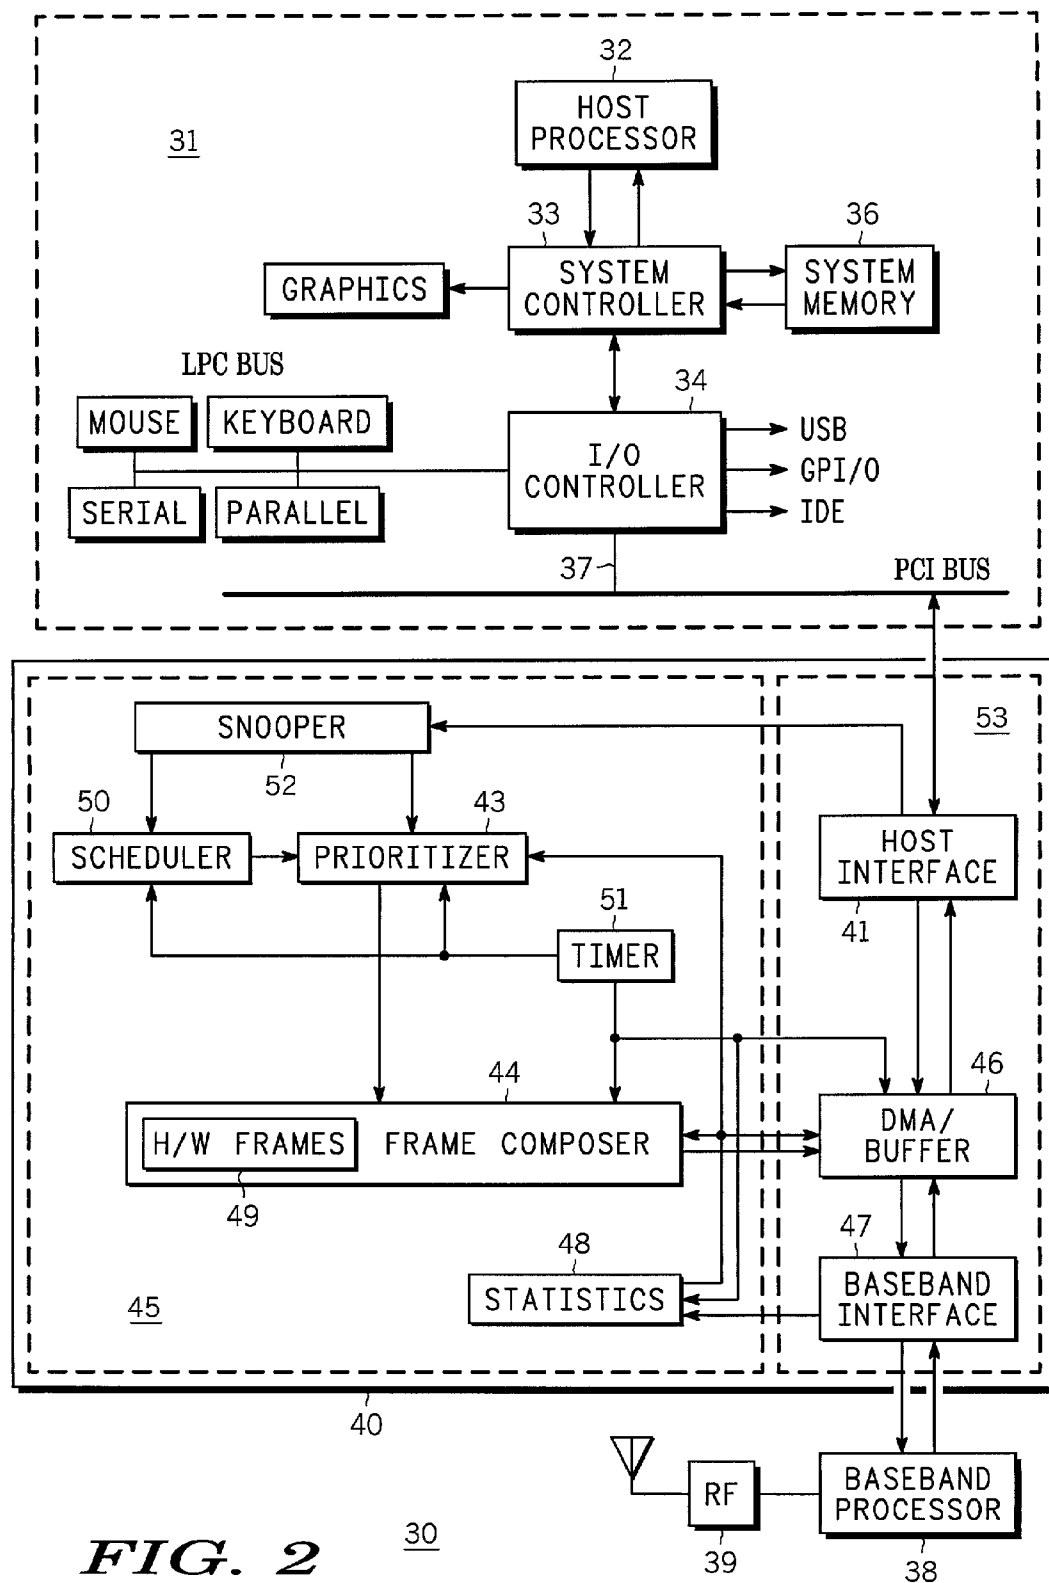 32
HOST
PROCESSOR
31
33
36
GRAPHICS
SYSTEM
CONTROLLER
SYSTEM
MEMORY
LPC BUS
34
MOUSE
KEYBOARD
I/O
CONTROLLER
USB
GPI/O
IDE
SERIAL
PARALLEL
37
PCI BUS
SNOOPER
53
52
50
43
SCHEDULER
PRIORITIZER
HOST
INTERFACE
41
51
TIMER
44
46
H/W FRAMES
FRAME COMPOSER
DMA/
BUFFER
49
48
47
STATISTICS
BASEBAND
INTERFACE
45
40
RF
BASEBAND
PROCESSOR
39
38
30
FIG. 2